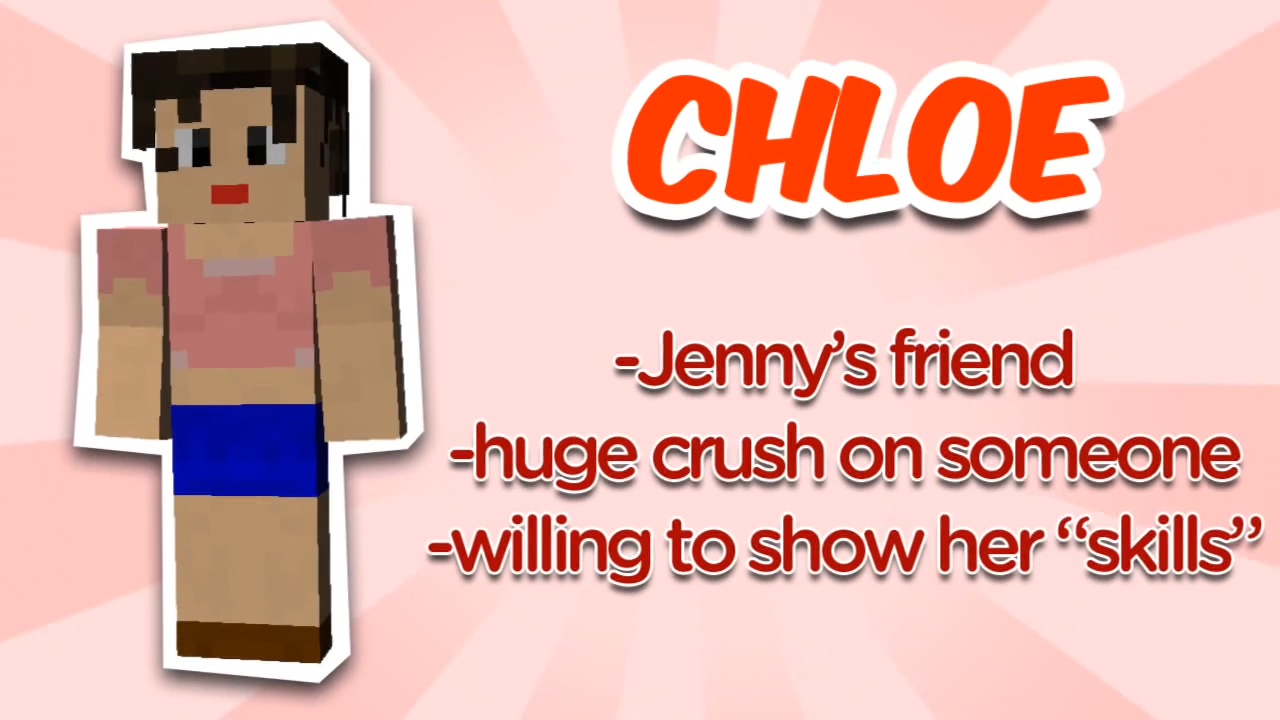 CHLOE
-Jenny’s friend
-huge crush on someone
-willing to show her “skills”